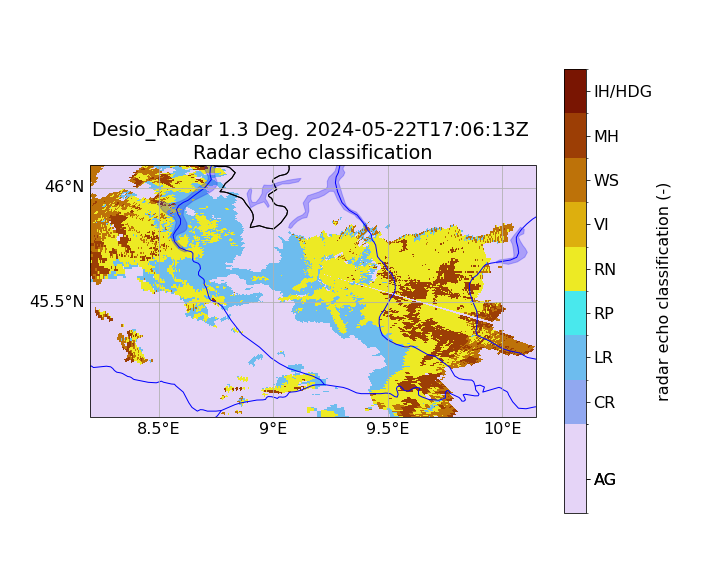 Desio_Radar 1.3 Deg. 2024-05-22T17:06:13Z
Radar echo classification
46°N
45.5°N
8.5°E
9°E
9.5°E
10°E
IH/HDG
MH
WS
VI
RN
RP
LR
CR
AG
radar echo classification (-)